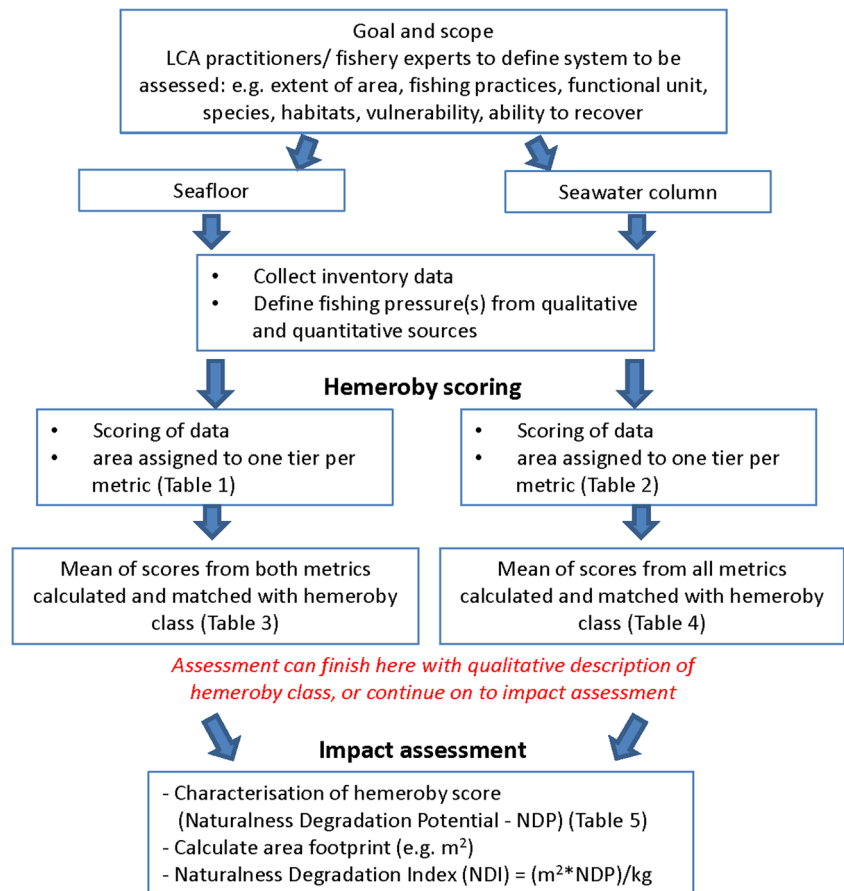 Goal and scope
LCA practitioners/ fishery experts to define system to be
assessed: e.g. extent of area, fishing practices, functional unit,
species, habitats, vulnerability, ability to recover
Seafloor
Seawater column
• Collect inventory data
• Define fishing pressure(s) from qualitative
and quantitative sources
Hemeroby scoring
• Scoring of data
• area assigned to one tier per
metric (Table 1)
• Scoring of data
• area assigned to one tier per
metric (Table 2)
Mean of scores from both metrics
calculated and matched with hemeroby
class (Table 3)
Mean of scores from all metrics
calculated and matched with hemeroby
class (Table 4)
Assessment can finish here with qualitative description of
hemeroby class, or continue on to impact assessment
Impact assessment
- Characterisation of hemeroby score
(Naturalness Degradation Potential - NDP) (Table 5)
- Calculate area footprint (e.g. m²)
- Naturalness Degradation Index (NDI) = (m²*NDP)/kg